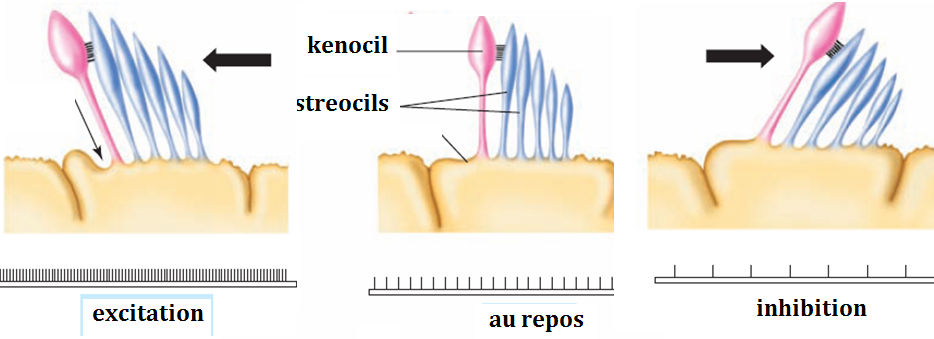 kenocil
streocils
excitation
au repos
inhibition